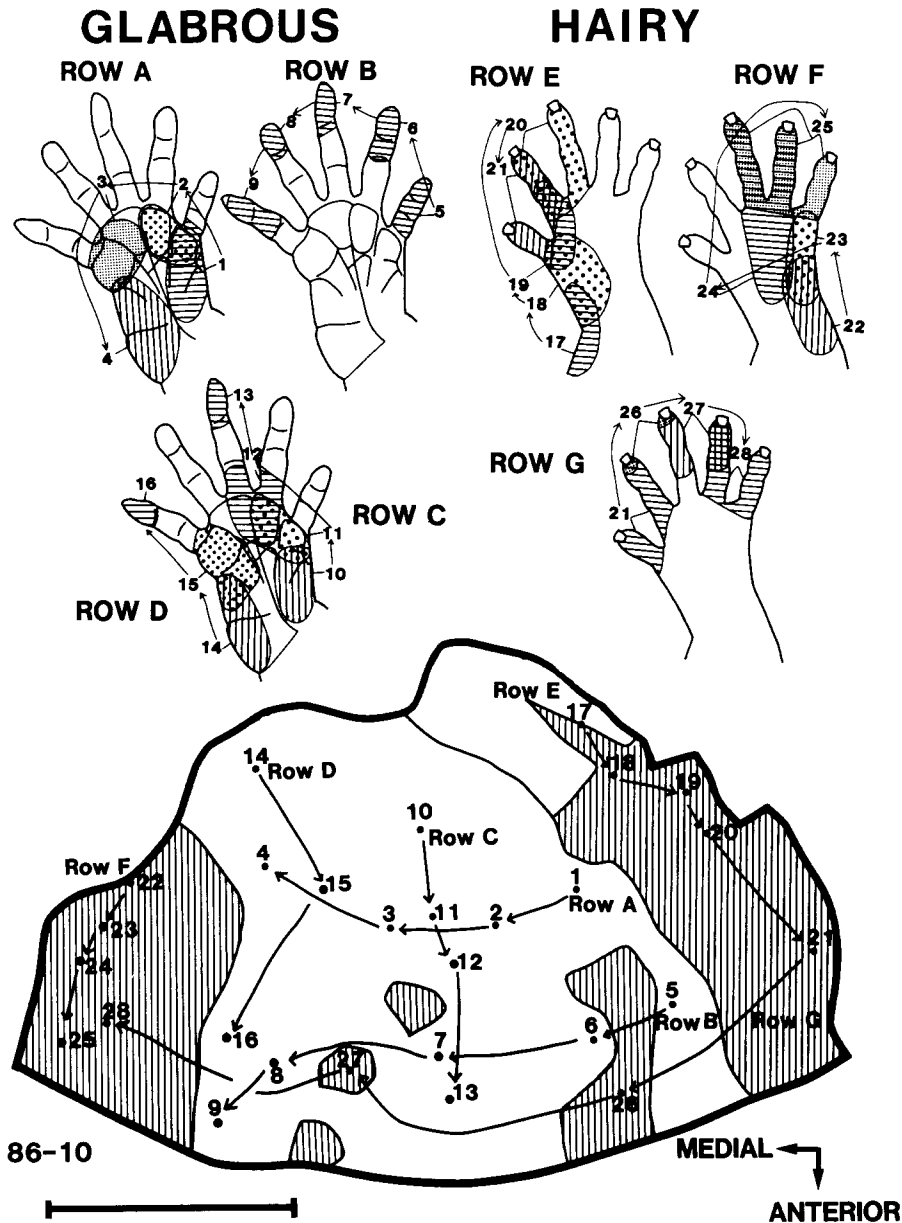 GLABROUS HAIRY
ROW A ROW B ROW E ROW F
3 2 1 4
8 7 6 9 5
20 21 19 18 17
25 23 24 22
13 12 16 11 10 15 14
ROW C
ROW D
26 27 28 21
ROW G
Row E
17
14
Row D 18
19
10
Row C 20
4
Row F
22 15 1
Row A
11
3 2
23
21
24 12
5
28 Row B Row G
16 6
25 7
27
8
13 26
9
86-10 MEDIAL
ANTERIOR